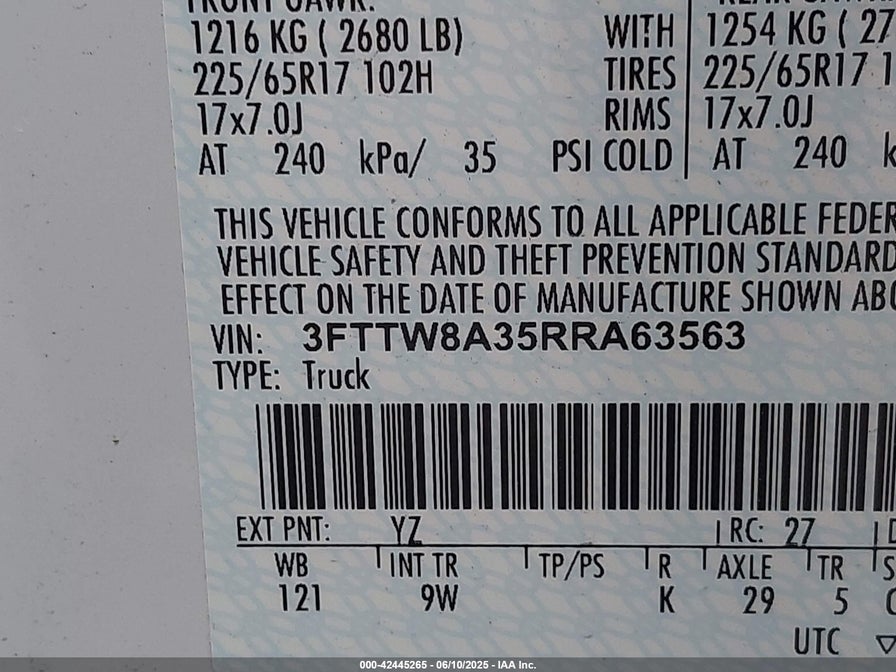 FRONT GAWR:
1216 KG ( 2680 LB) WITH 1254 KG ( 27
225/65R17 102H TIRES 225/65R17 1
17x7.0J RIMS 17x7.0J
AT 240 kPa/ 35 PSI COLD AT 240
THIS VEHICLE CONFORMS TO ALL APPLICABLE FEDER
VEHICLE SAFETY AND THEFT PREVENTION STANDARD
EFFECT ON THE DATE OF MANUFACTURE SHOWN ABO
VIN: 3FTTW8A35RRA63563
TYPE: Truck
EXT PNT: YZ RC: 27
WB INT TR TP/PS R AXLE TR S
121 9W K 29 5
UTC ▽
000-42445265 - 06/10/2025 - IAA Inc.